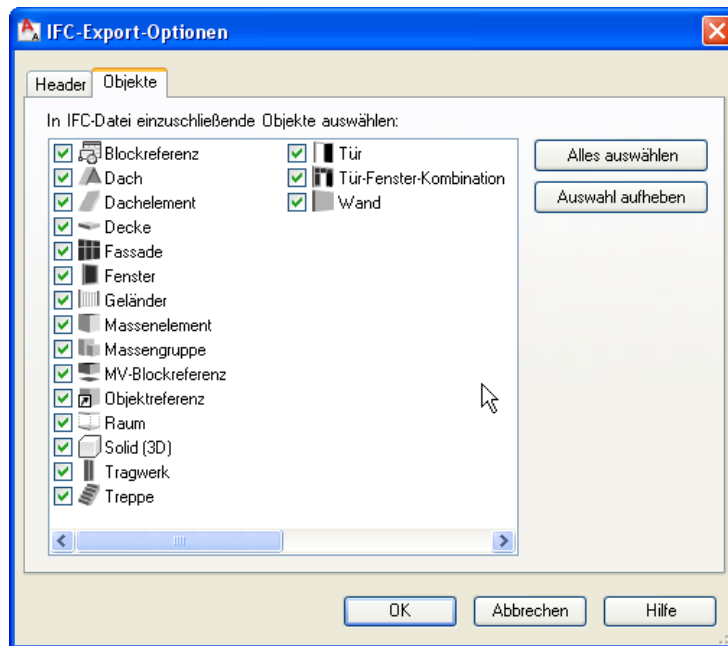 IFC-Export-Optionen
Header
Objekte
In IFC-Datei einzuschließende Objekte auswählen:
Blockreferenz
Dach
Dachelement
Decke
Fassade
Fenster
Geländer
Massenelement
Massengruppe
MV-Blockreferenz
Objektreferenz
Raum
Solid (3D)
Tragwerk
Treppe
Tür
Tür-Fenster-Kombination
Wand
Alles auswählen
Auswahl aufheben
OK
Abbrechen
Hilfe